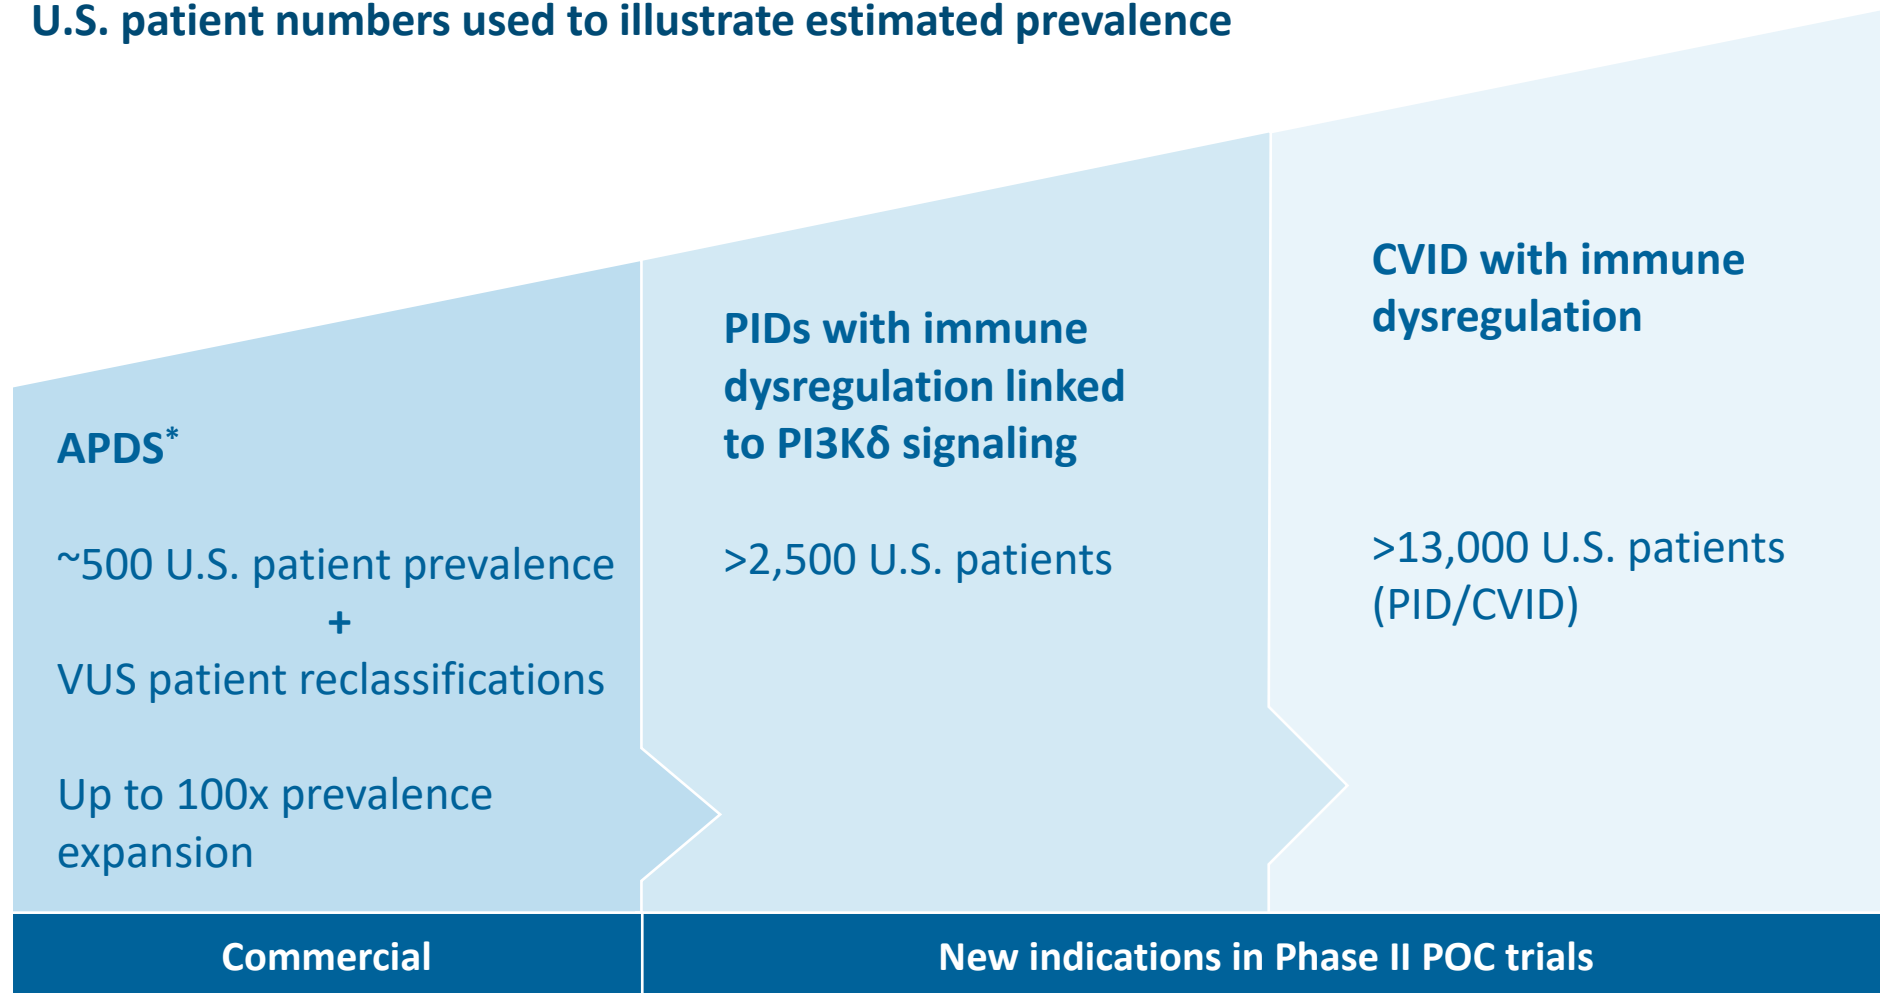 U.S. patient numbers used to illustrate estimated prevalence
APDS*
~500 U.S. patient prevalence
+
VUS patient reclassifications
Up to 100x prevalence
expansion
PIDs with immune
dysregulation linked
to PI3Kδ signaling
>2,500 U.S. patients
CVID with immune
dysregulation
>13,000 U.S. patients
(PID/CVID)
Commercial
New indications in Phase II POC trials